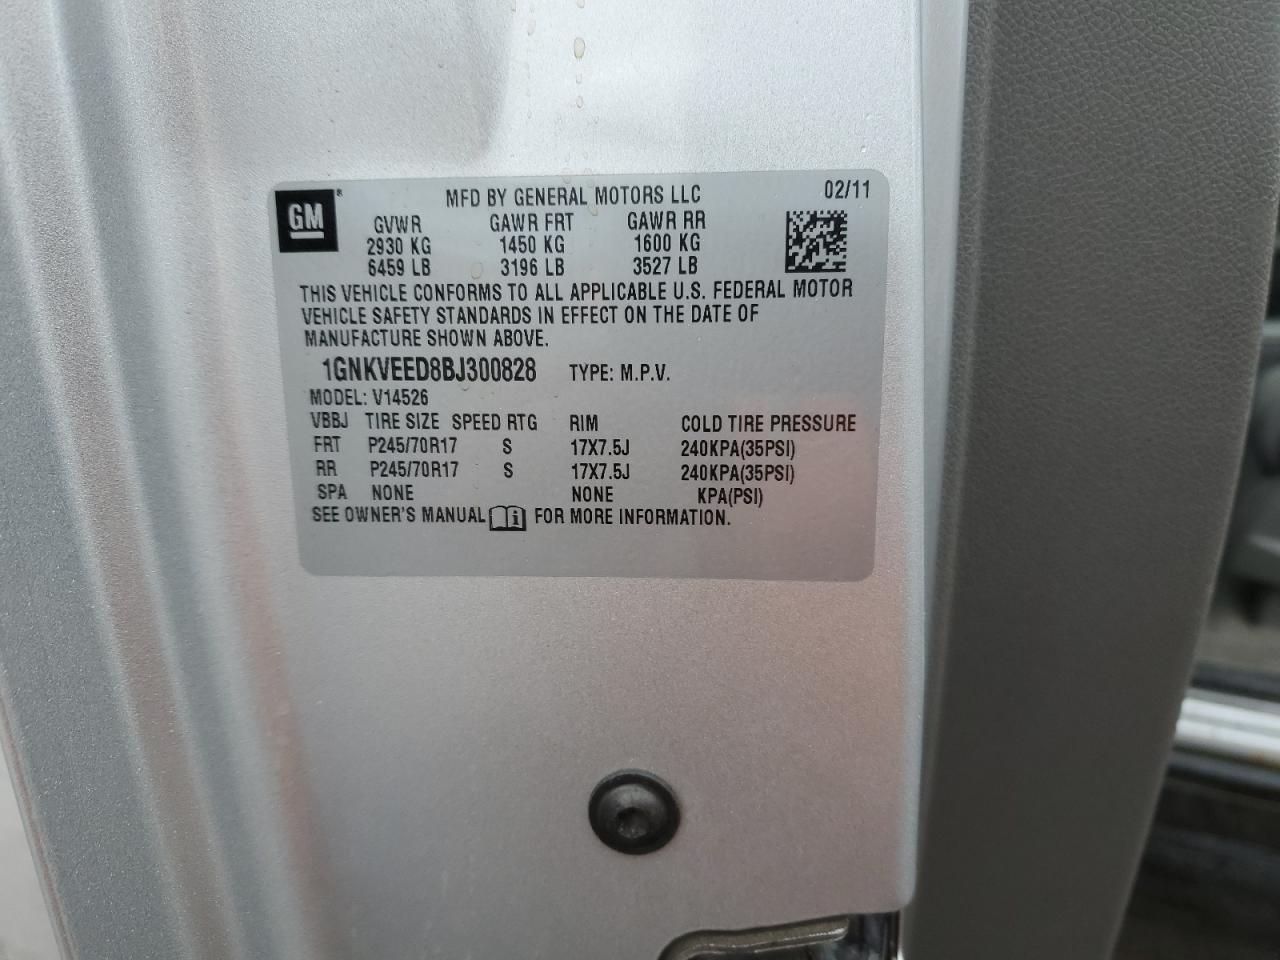 GM ® MFD BY GENERAL MOTORS LLC 02/11
GVWR GAWR FRT GAWR RR
2930 KG 1450 KG 1600 KG
6459 LB 3196 LB 3527 LB
THIS VEHICLE CONFORMS TO ALL APPLICABLE U.S. FEDERAL MOTOR
VEHICLE SAFETY STANDARDS IN EFFECT ON THE DATE OF
MANUFACTURE SHOWN ABOVE.
1GNKVEED8BJ300828 TYPE: M.P.V.
MODEL: V14526
VBBJ TIRE SIZE SPEED RTG RIM COLD TIRE PRESSURE
FRT P245/70R17 S 17X7.5J 240KPA(35PSI)
RR P245/70R17 S 17X7.5J 240KPA(35PSI)
SPA NONE NONE KPA(PSI)
SEE OWNER'S MANUAL i FOR MORE INFORMATION.